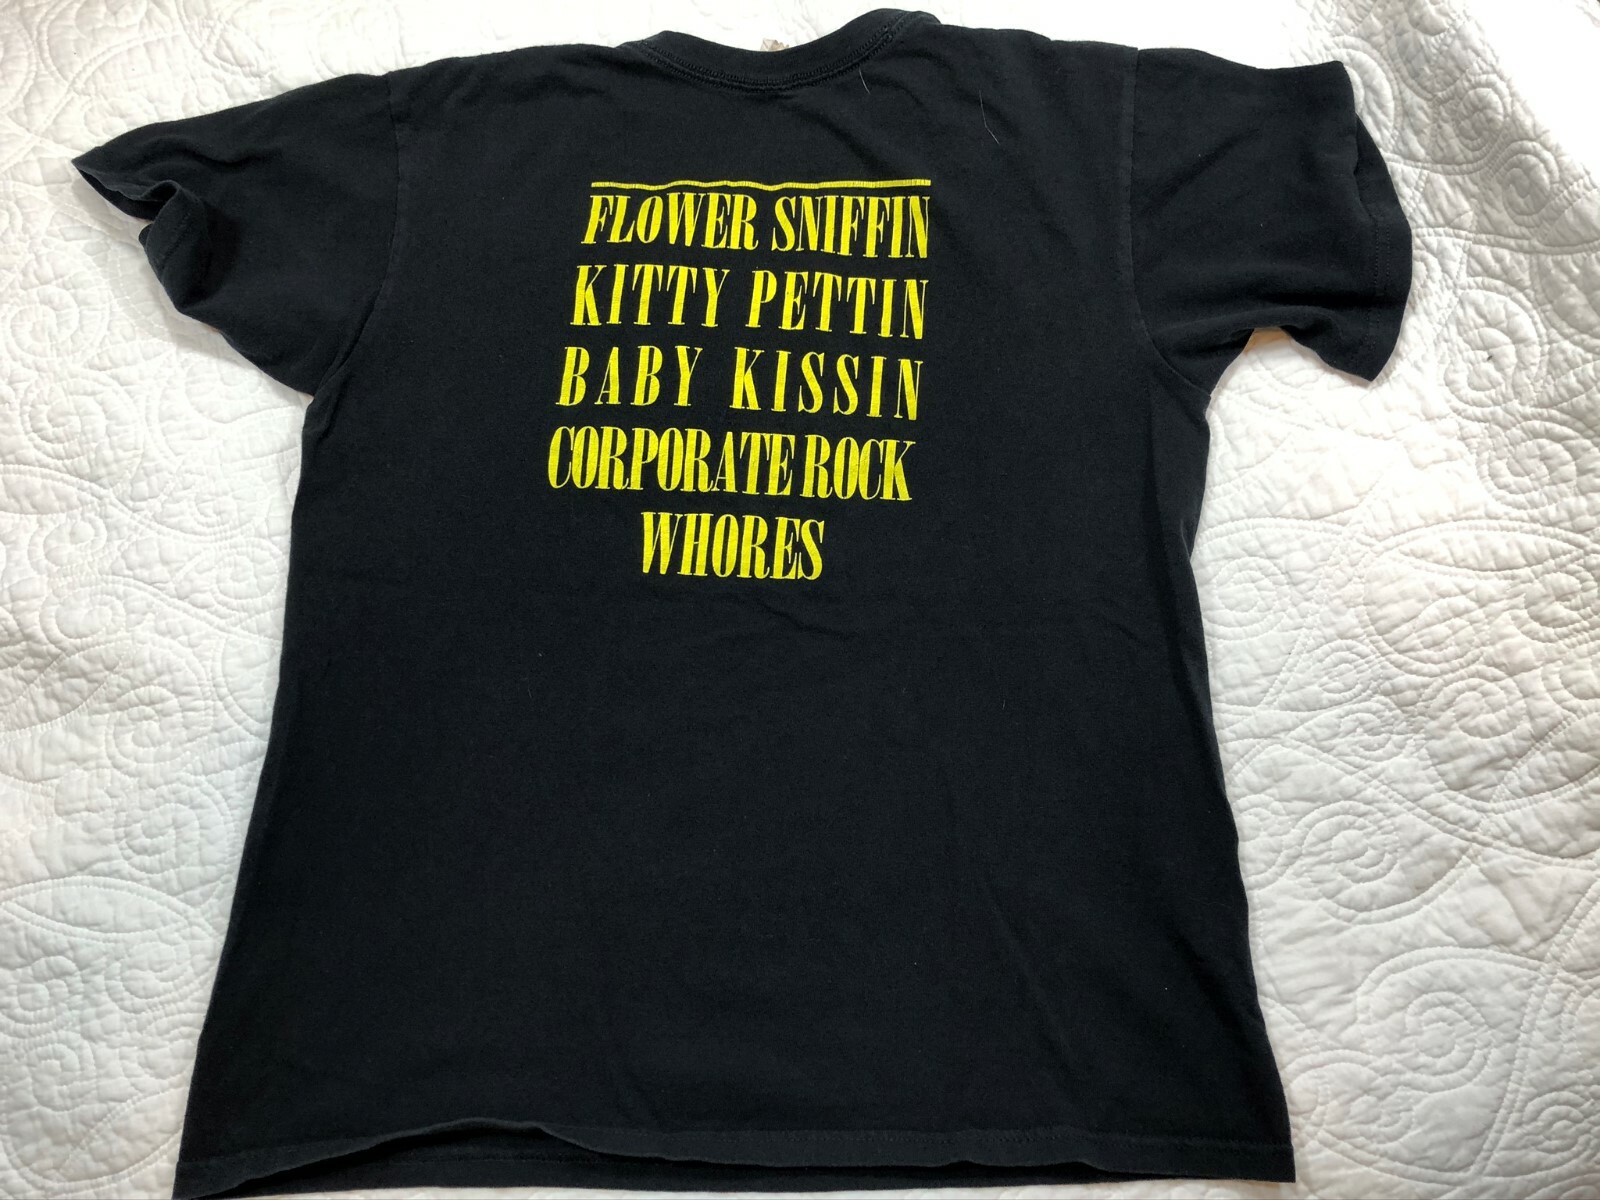 FLOWER SNIFFIN
KITTY PETTIN
BABY KISSIN
CORPORATE ROCK
WHORES